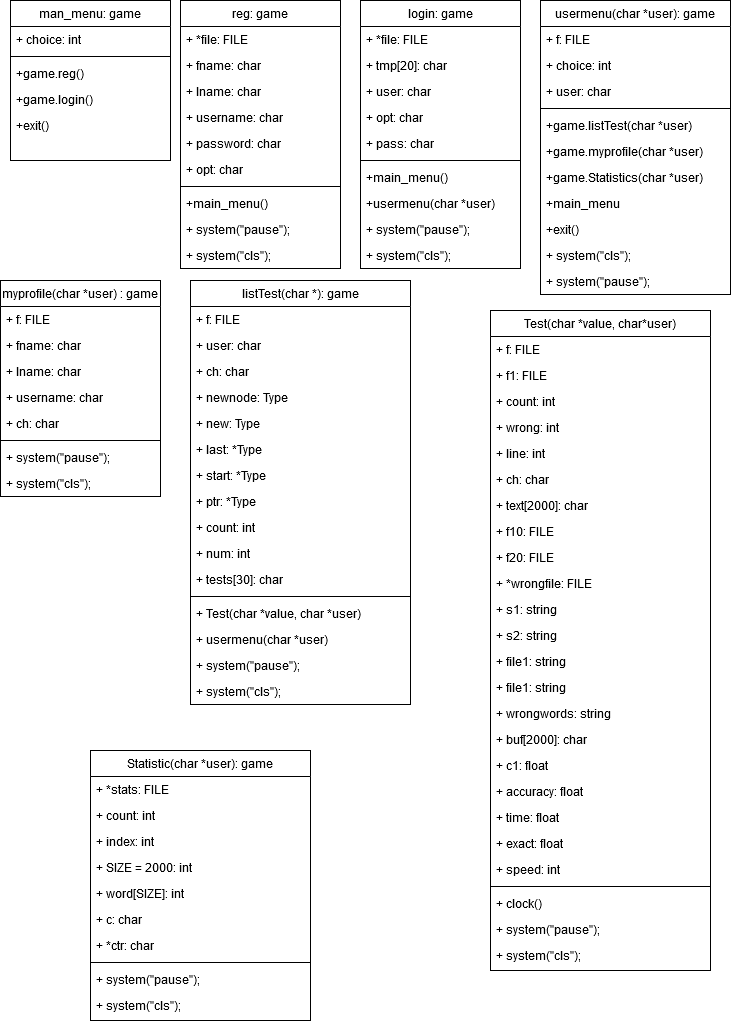 man_menu: game
+ choice: int
+game.reg()
+game.login()
+exit()
reg: game
+ *file: FILE
+ fname: char
+ lname: char
+ username: char
+ password: char
+ opt: char
+main_menu()
+ system("pause");
+ system("cls");
login: game
+ *file: FILE
+ tmp[20]: char
+ user: char
+ opt: char
+ pass: char
+main_menu()
+usermenu(char *user)
+ system("pause");
+ system("cls");
usermenu(char *user): game
+ f: FILE
+ choice: int
+ user: char
+game.listTest(char *user)
+game.myprofile(char *user)
+game.Statistics(char *user)
+main_menu
+exit()
+ system("cls");
+ system("pause");
myprofile(char *user) : game
+ f: FILE
+ fname: char
+ lname: char
+ username: char
+ ch: char
+ system("pause");
+ system("cls");
listTest(char *): game
+ f: FILE
+ user: char
+ ch: char
+ newnode: Type
+ new: Type
+ last: *Type
+ start: *Type
+ ptr: *Type
+ count: int
+ num: int
+ tests[30]: char
+ Test(char *value, char *user)
+ usermenu(char *user)
+ system("pause");
+ system("cls");
Test(char *value, char*user)
+ f: FILE
+ f1: FILE
+ count: int
+ wrong: int
+ line: int
+ ch: char
+ text[2000]: char
+ f10: FILE
+ f20: FILE
+ *wrongfile: FILE
+ s1: string
+ s2: string
+ file1: string
+ file1: string
+ wrongwords: string
+ buf[2000]: char
+ c1: float
+ accuracy: float
+ time: float
+ exact: float
+ speed: int
+ clock()
+ system("pause");
+ system("cls");
Statistic(char *user): game
+ *stats: FILE
+ count: int
+ index: int
+ SIZE = 2000: int
+ word[SIZE]: int
+ c: char
+ *ctr: char
+ system("pause");
+ system("cls");